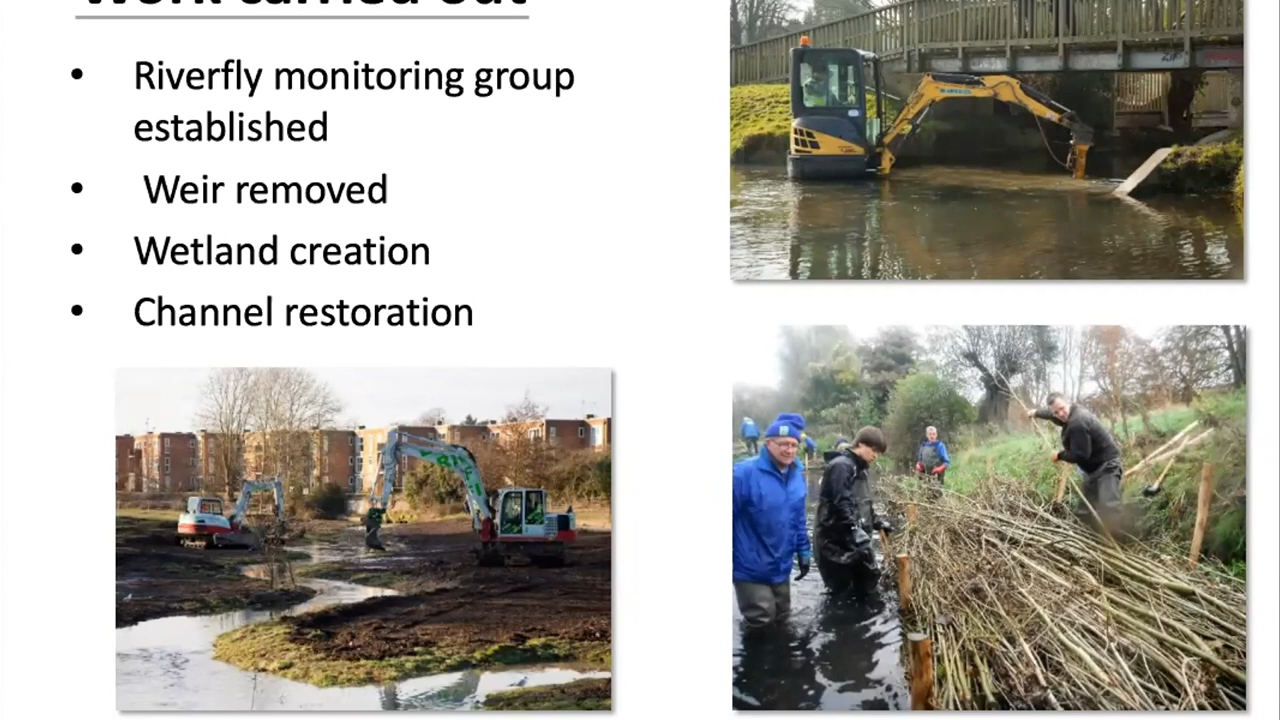 Work carried out
• Riverfly monitoring group
established
• Weir removed
• Wetland creation
• Channel restoration